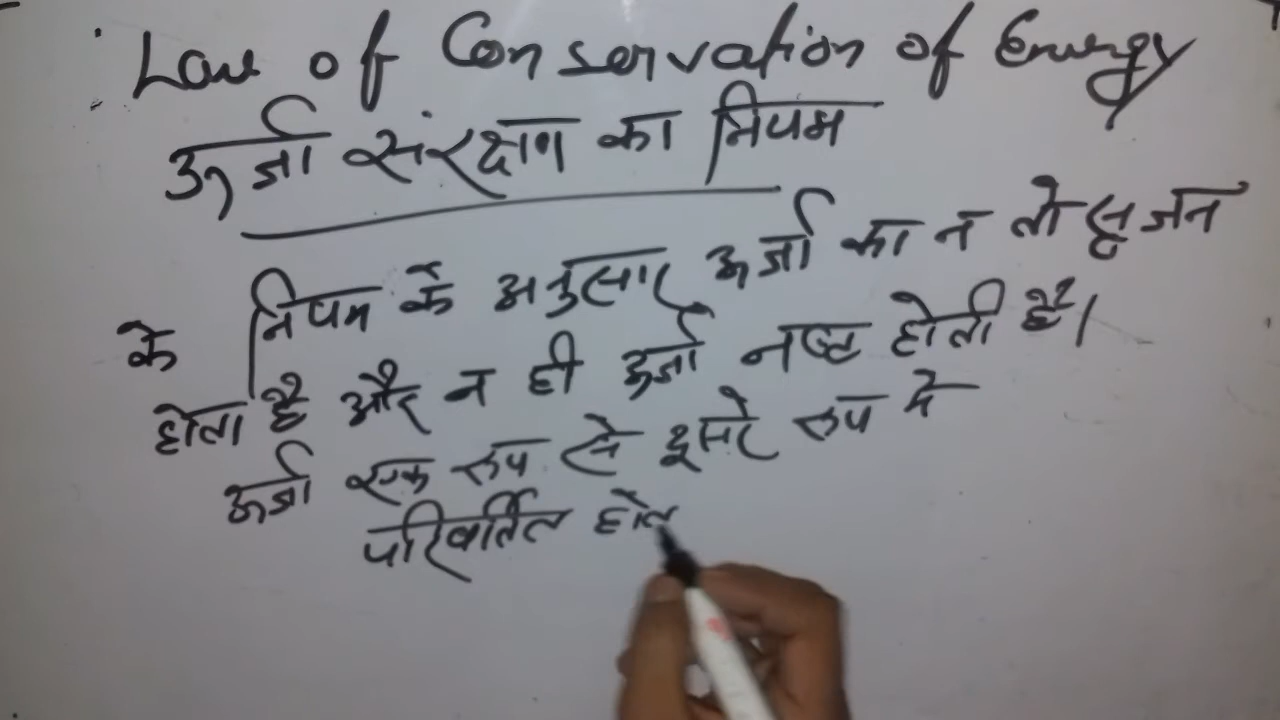 Law of Conservation of Energy
ऊर्जा संरक्षण का नियम
के नियम के अनुसार ऊर्जा का न तो सृजन
होता है और न ही ऊर्जा नष्ट होती है।
ऊर्जा एक रूप से दूसरे रूप मे
परिवर्तित होत